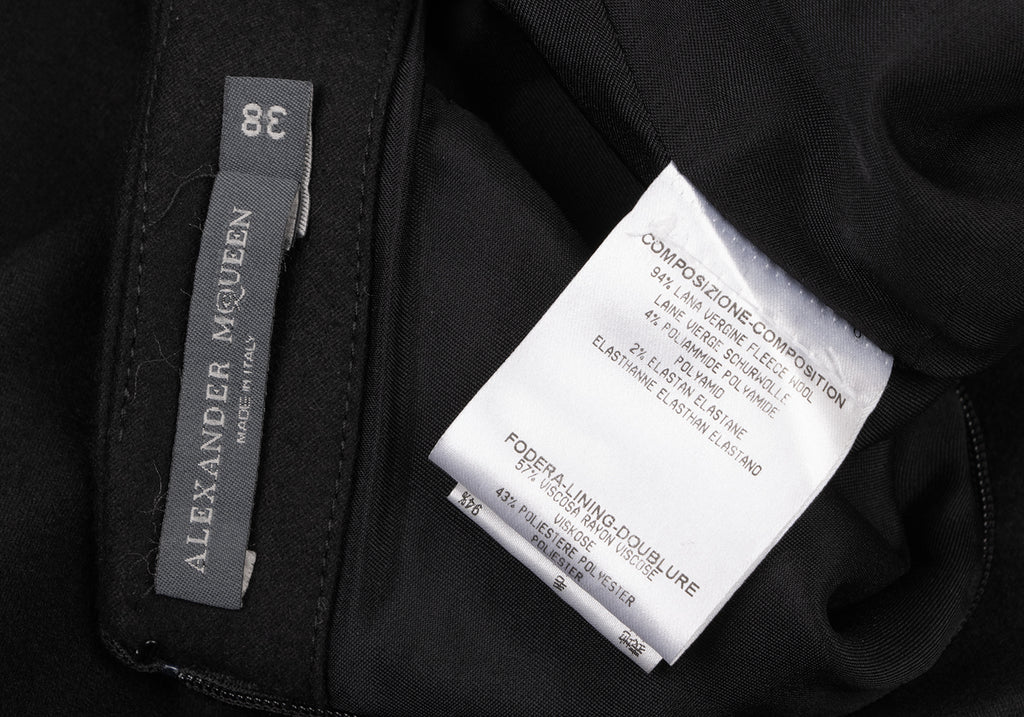 38
ALEXANDER McQUEEN
MADE IN ITALY
COMPOSIZIONE-COMPOSITION
94% LANA VERGINE FLEECE WOOL
LAINE VIERGE SCHURWOLLE
4% POLIAMMIDE POLYAMIDE
POLYAMID
2% ELASTAN ELASTANE
ELASTHANNE ELASTHAN ELASTANO
FODERA-LINING-DOUBLURE
57% VISCOSA RAYON VISCOSE
VISKOSE
43% POLIESTERE POLYESTER
POLIESTER
94%